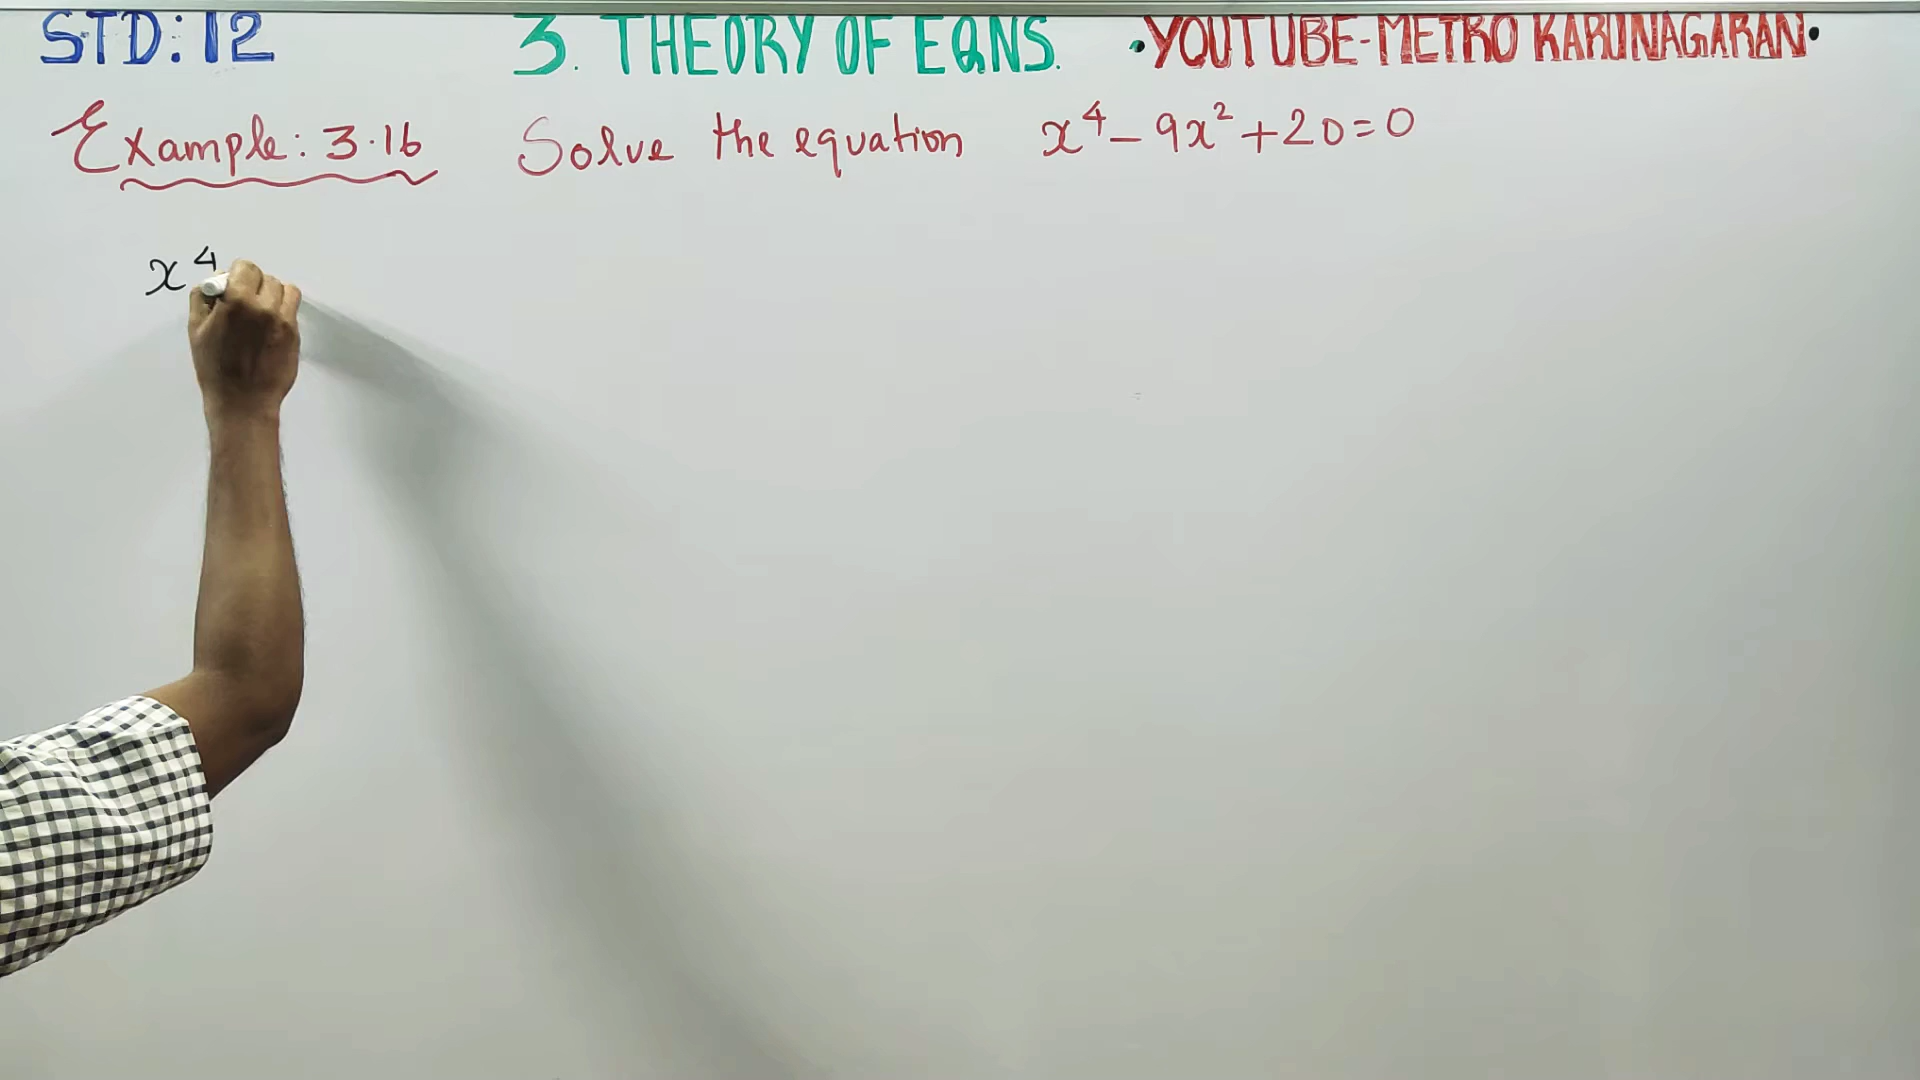 STD: 12 3. THEORY OF EQNS. •YOUTUBE-METRO KARUNAGARAN•
Example: 3.16 Solve the equation x⁴ - 9x² + 20 = 0
x⁴